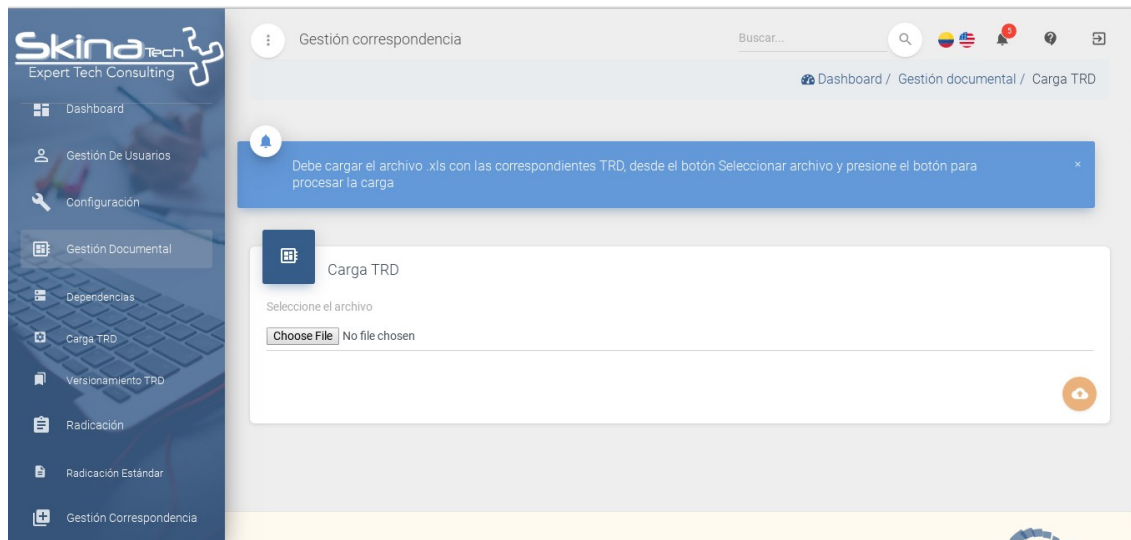 Skina Tech
Expert Tech Consulting
Dashboard
Gestión De Usuarios
Configuración
Gestión Documental
Dependencias
Carga TRD
Versionamiento TRD
Radicación
Radicación Estándar
Gestión Correspondencia
Gestión correspondencia
Buscar...
5
Dashboard / Gestión documental / Carga TRD
Debe cargar el archivo .xls con las correspondientes TRD, desde el botón Seleccionar archivo y presione el botón para
procesar la carga
×
Carga TRD
Seleccione el archivo
Choose File No file chosen